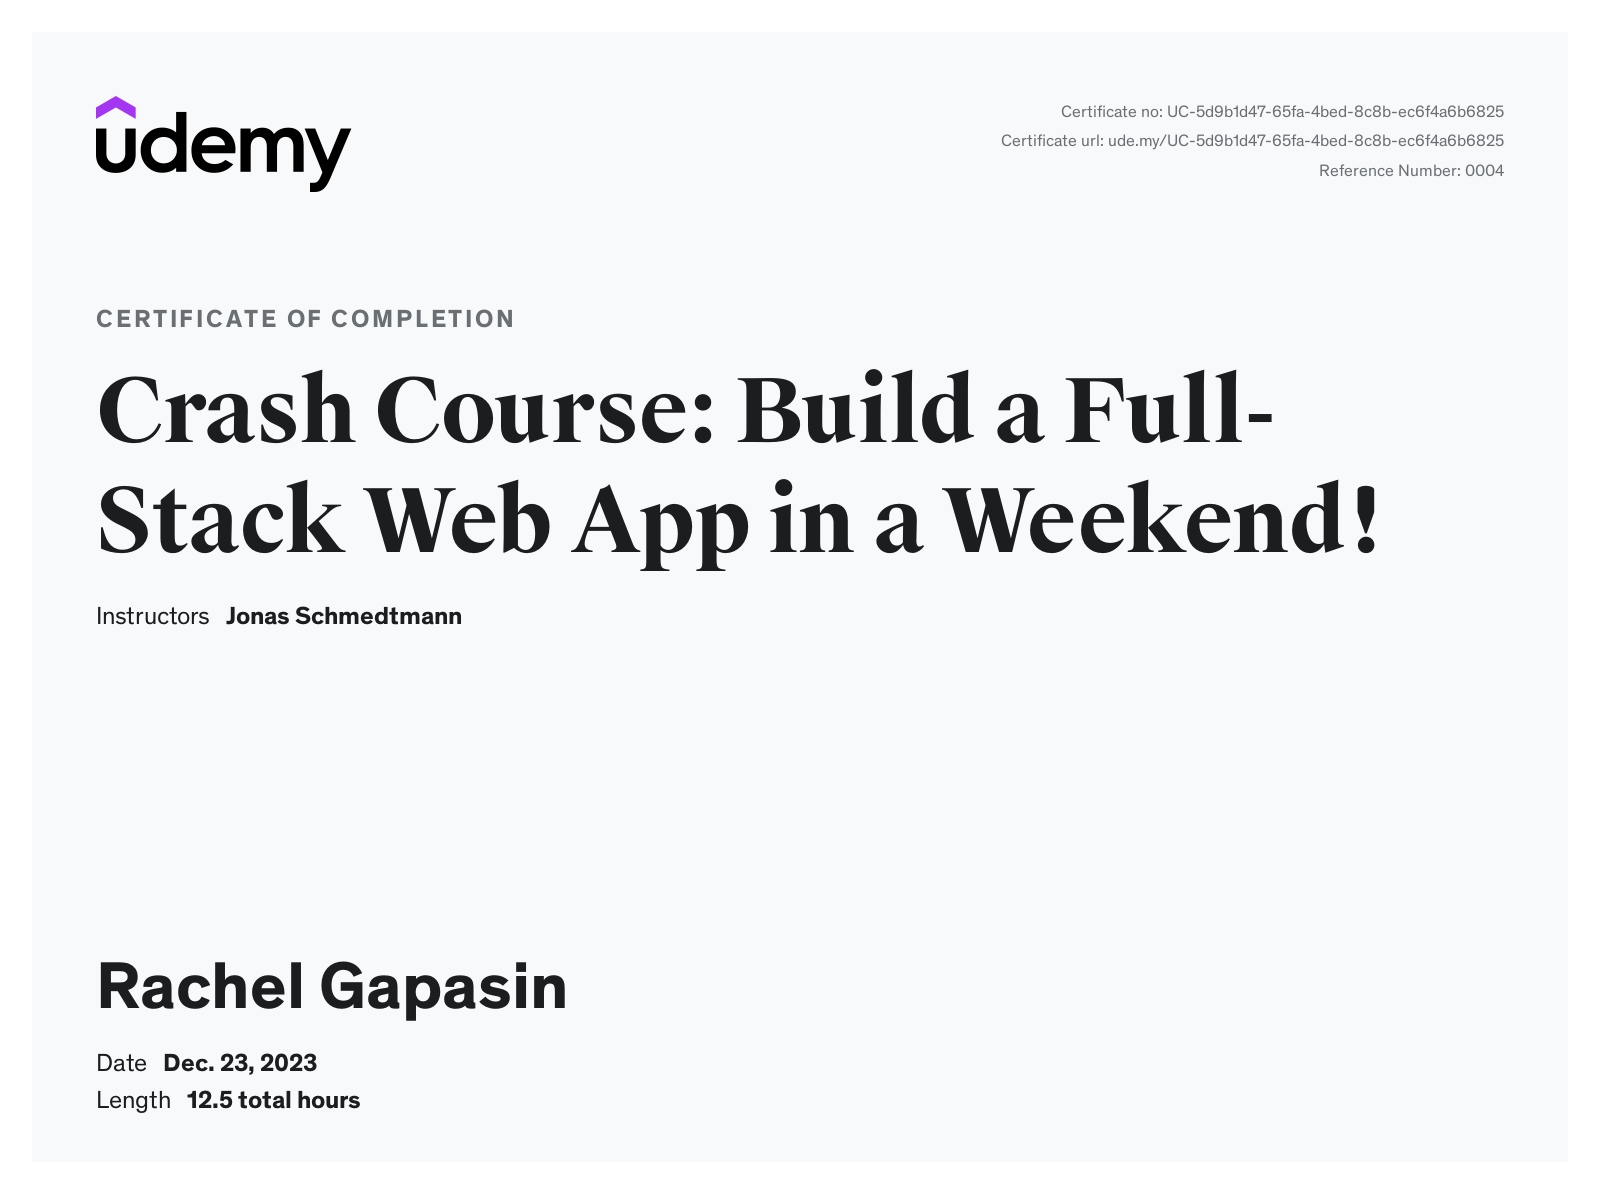 udemy
Certificate no: UC-5d9b1d47-65fa-4bed-8c8b-ec6f4a6b6825
Certificate url: ude.my/UC-5d9b1d47-65fa-4bed-8c8b-ec6f4a6b6825
Reference Number: 0004
CERTIFICATE OF COMPLETION
Crash Course: Build a Full-
Stack Web App in a Weekend!
Instructors Jonas Schmedtmann
Rachel Gapasin
Date Dec. 23, 2023
Length 12.5 total hours